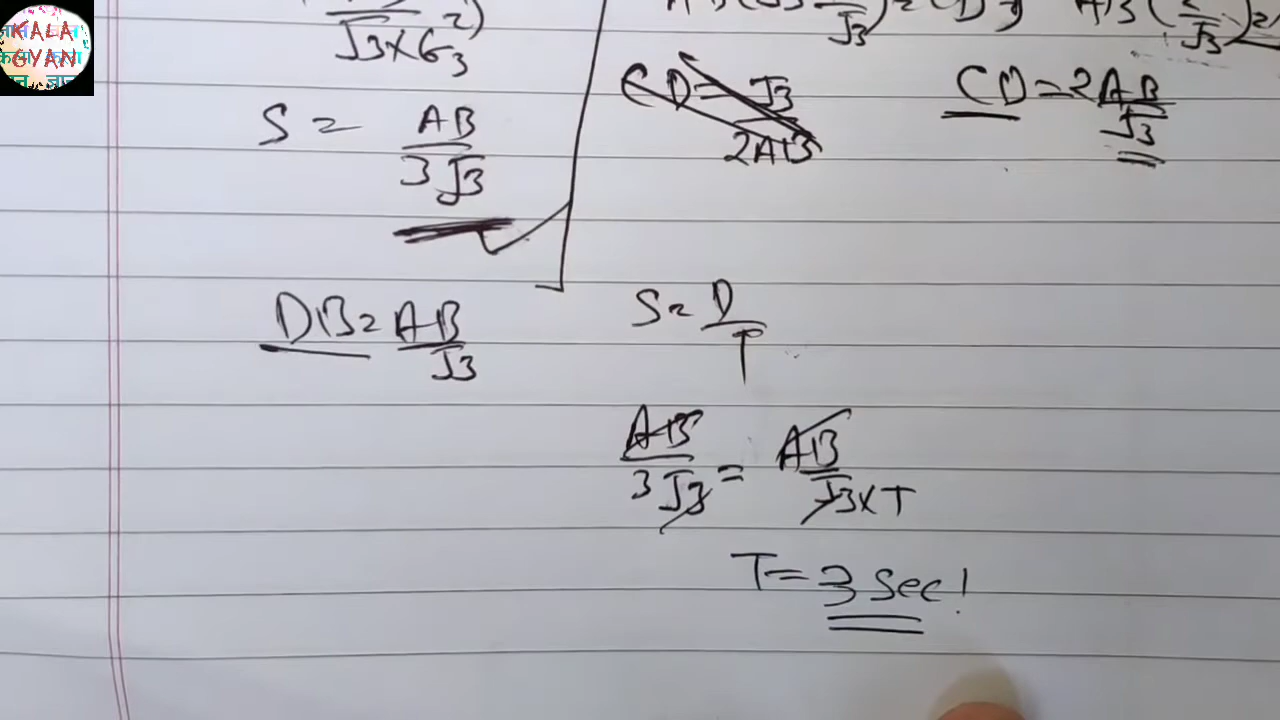 KALA
GYAN
√3×6
S = AB/3√3
CD = √3/2AB
CD = 2AB/√3
DB = AB/√3
S = D/T
AB/3√3 = AB/√3×T
T = 3 Sec!